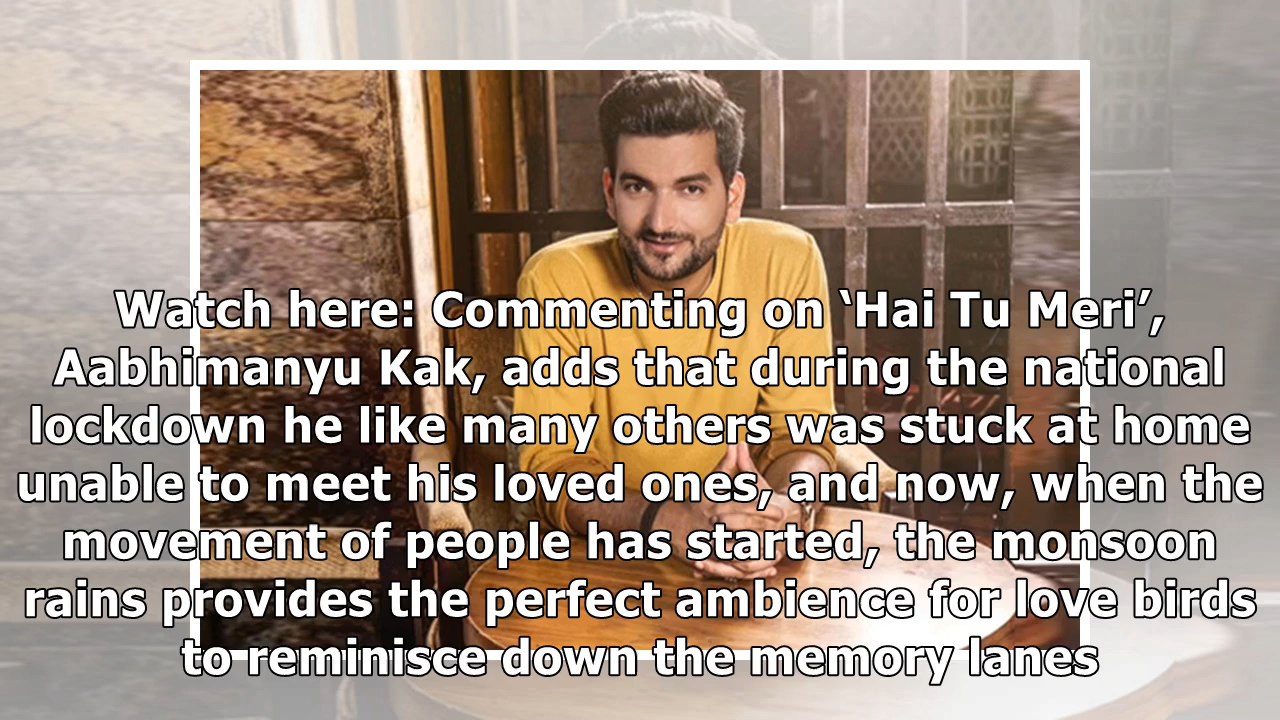 Watch here: Commenting on ‘Hai Tu Meri’,
Aabhimanyu Kak, adds that during the national
lockdown he like many others was stuck at home
unable to meet his loved ones, and now, when the
movement of people has started, the monsoon
rains provides the perfect ambience for love birds
to reminisce down the memory lanes